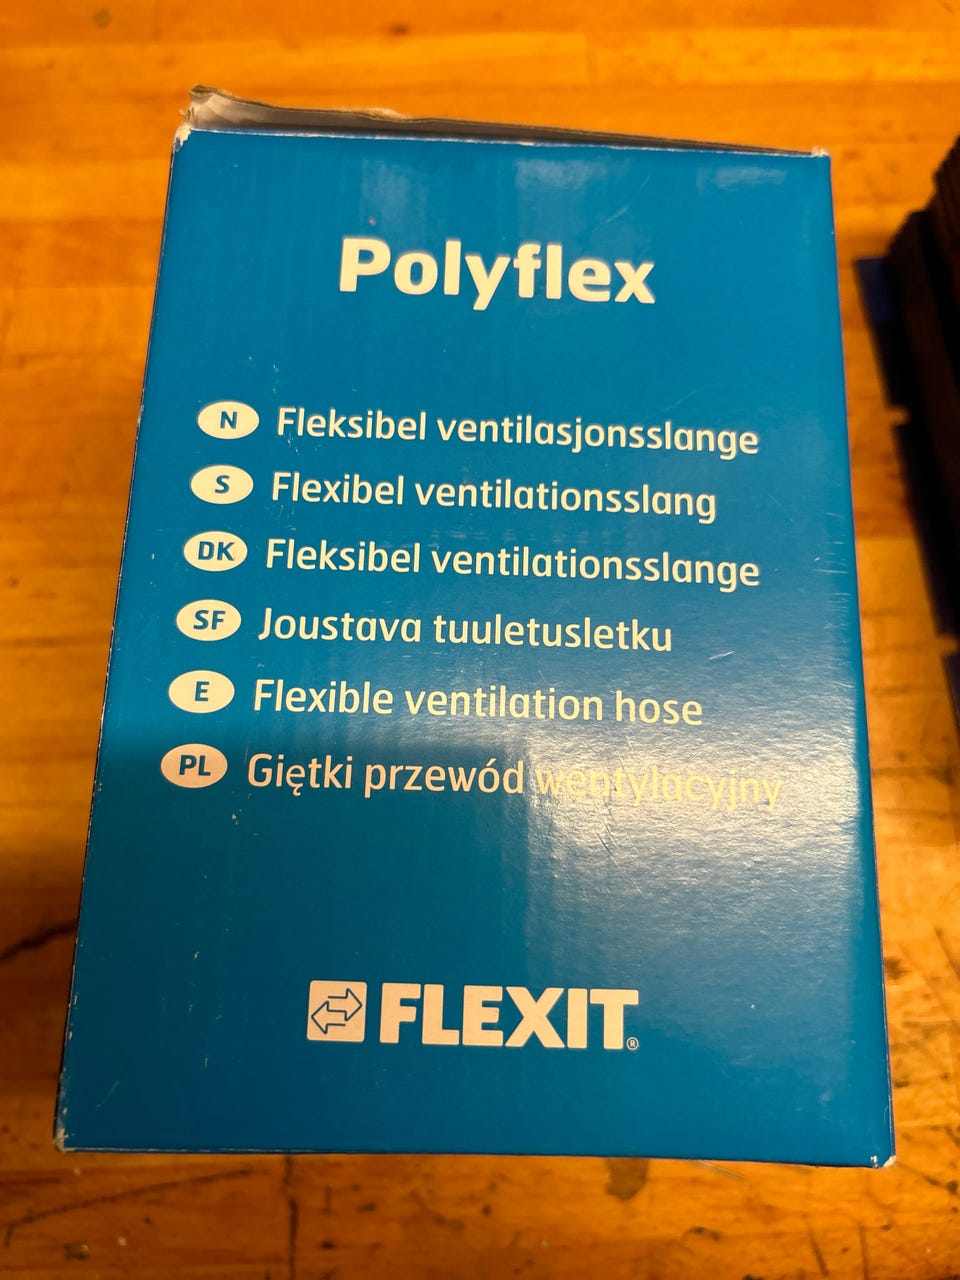 Polyflex
N Fleksibel ventilasjonsslange
S Flexibel ventilationsslang
DK Fleksibel ventilationsslange
SF Joustava tuuletusletku
E Flexible ventilation hose
PL Giętki przewód wentylacyjny
FLEXIT®